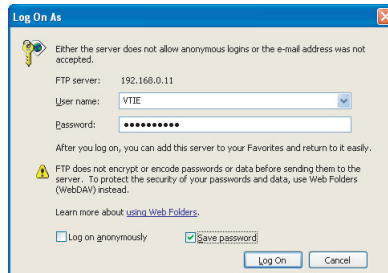 Log On As
Either the server does not allow anonymous logins or the e-mail address was not
accepted.
FTP server: 192.168.0.11
User name: VTIE
Password: ••••••••••
After you log on, you can add this server to your Favorites and return to it easily.
FTP does not encrypt or encode passwords or data before sending them to the
server. To protect the security of your passwords and data, use Web Folders
(WebDAV) instead.
Learn more about using Web Folders.
Log on anonymously Save password
Log On Cancel